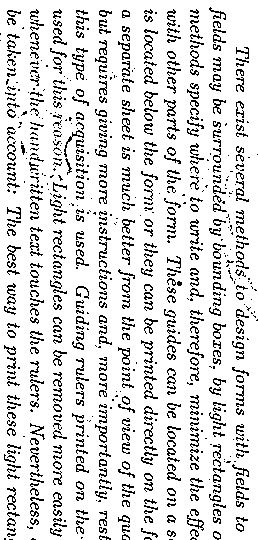 There exist several methods to design forms with fields to
fields may be surrounded by bounding boxes, by light rectangles o
methods specify where to write and, therefore, minimize the effe
with other parts of the form. These guides can be located on a s
is located below the form or they can be printed directly on the fo
a separate sheet is much better from the point of view of the qua
but requires giving more instructions and, more importantly, rest
this type of acquisition is used. Guiding rulers printed on the
used for this reason. Light rectangles can be removed more easily
whenever the handwritten text touches the rulers. Nevertheless,
be taken into account: The best way to print these light rectan